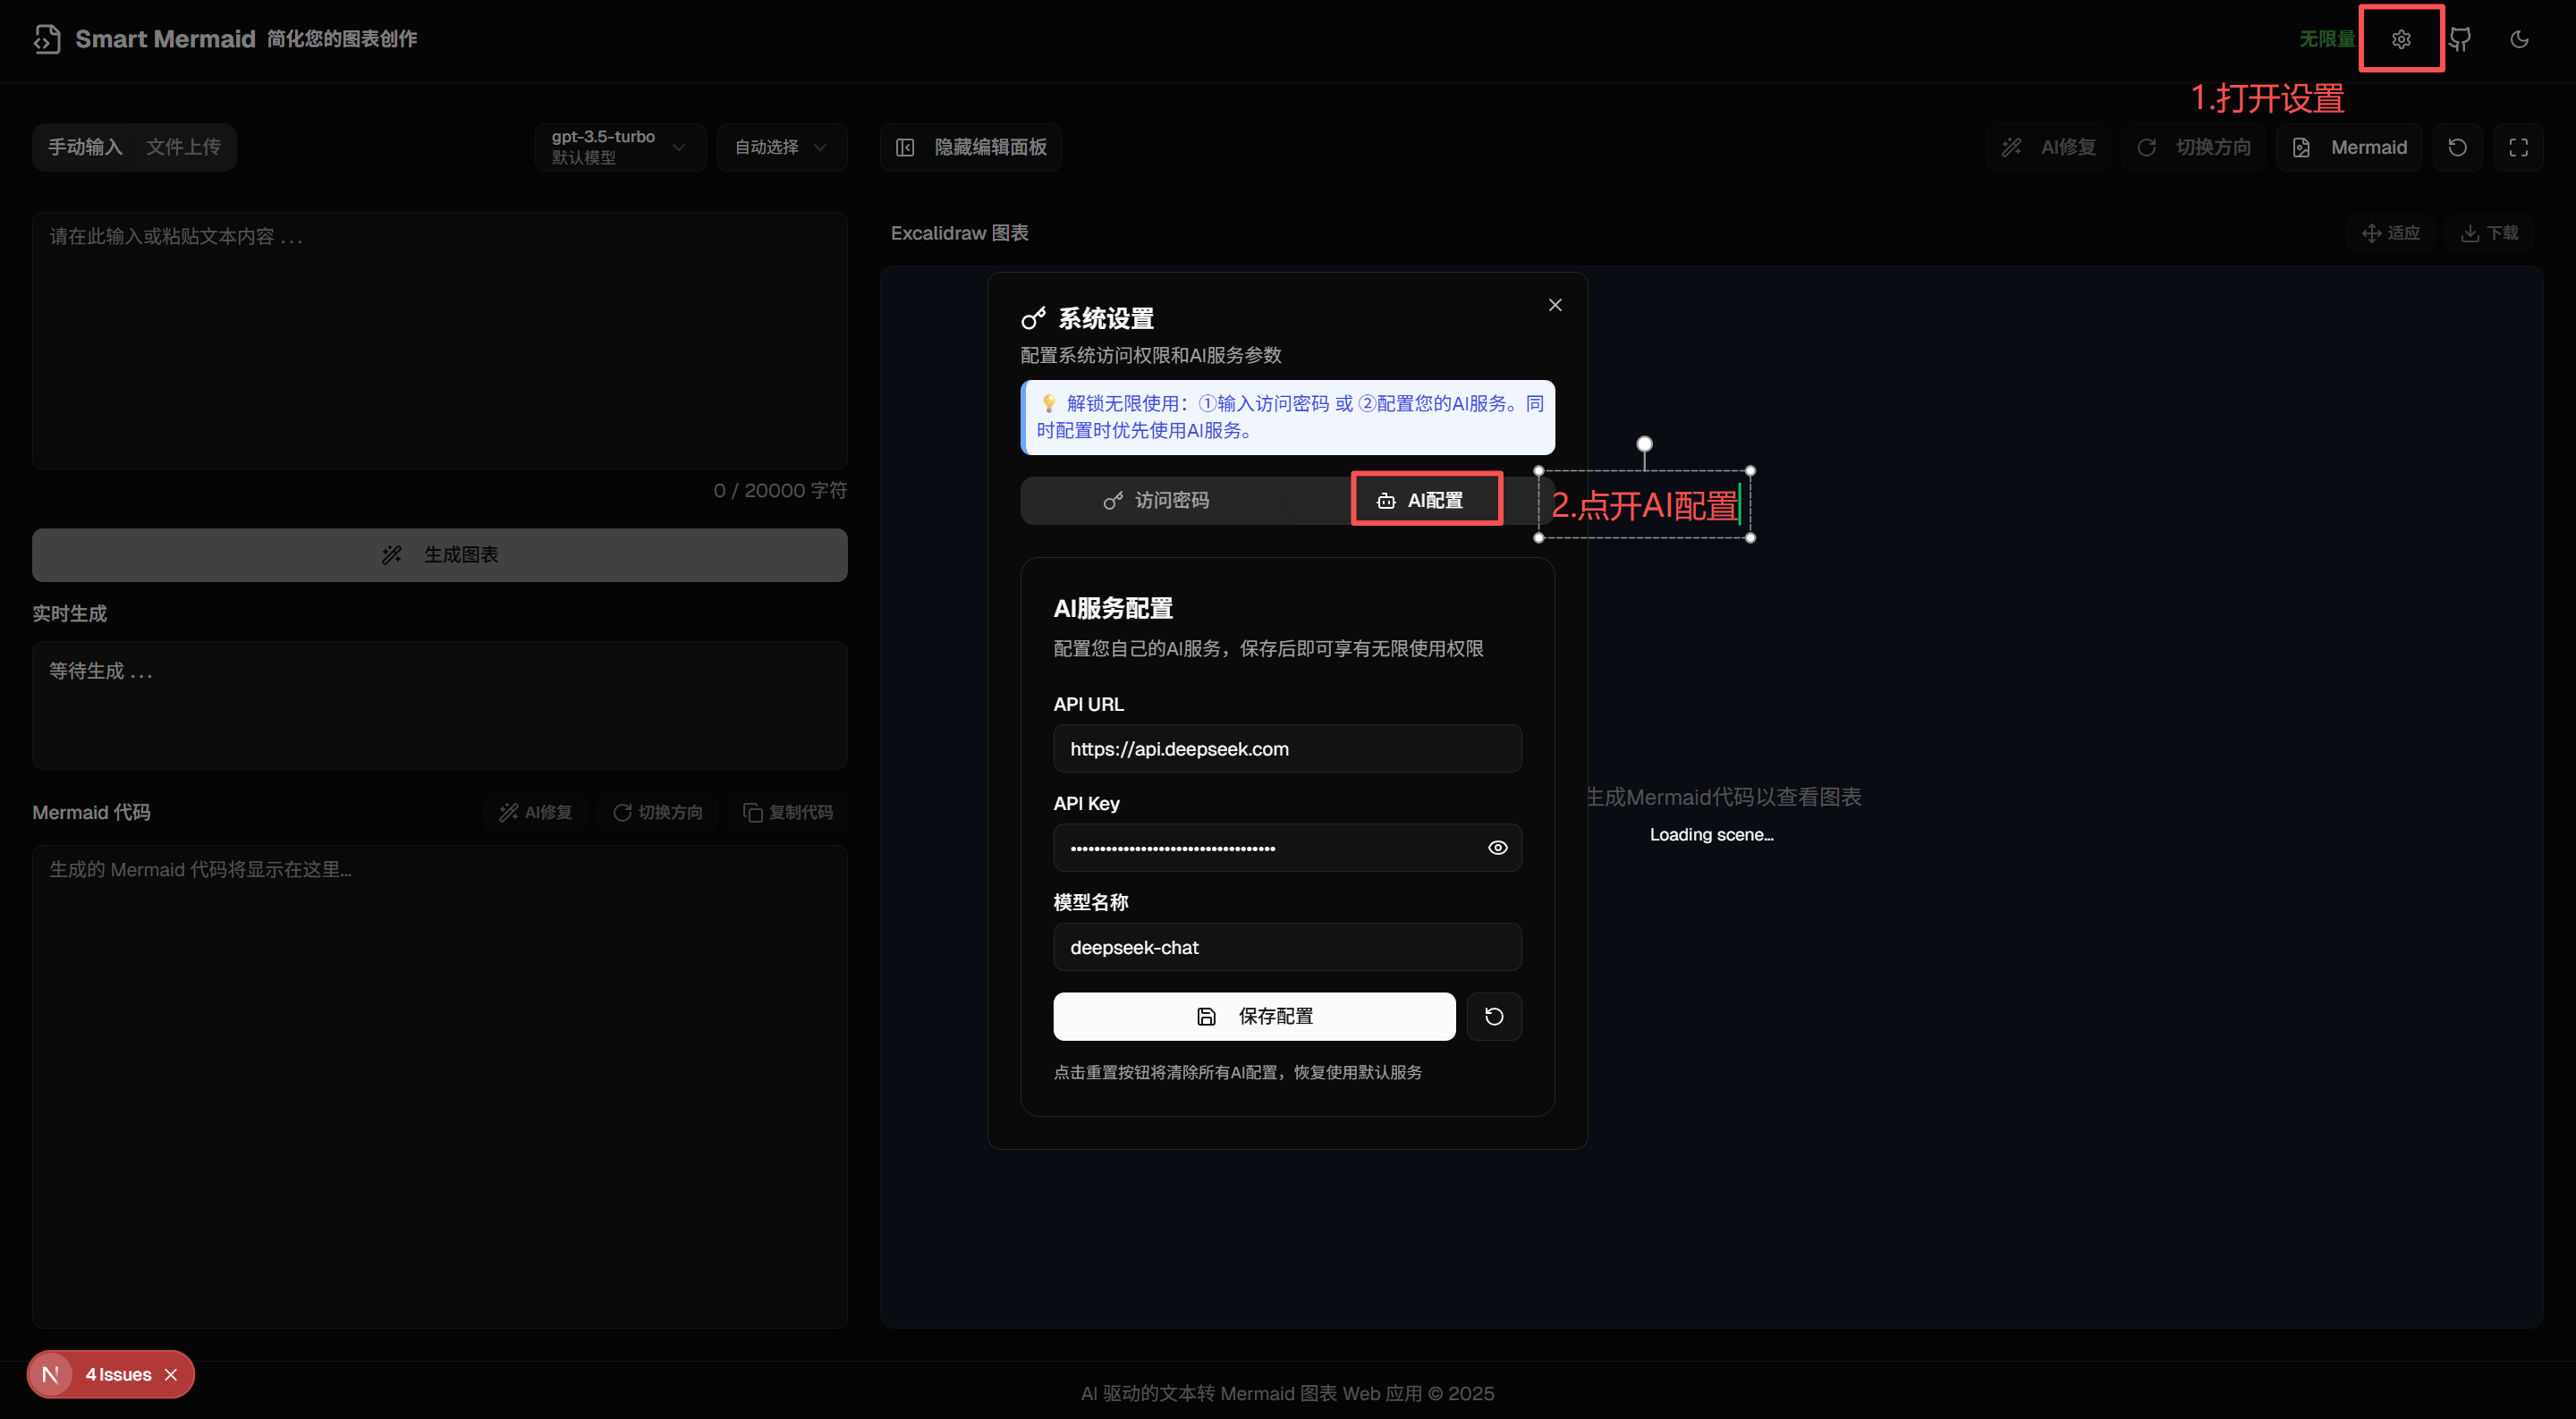 Smart Mermaid 简化您的图表创作
无限量
1.打开设置
手动输入 文件上传
gpt-3.5-turbo
默认模型
自动选择
隐藏编辑面板
AI修复
切换方向
Mermaid
请在此输入或粘贴文本内容 ...
0 / 20000 字符
生成图表
实时生成
等待生成 ...
Mermaid 代码
AI修复
切换方向
复制代码
生成的 Mermaid 代码将显示在这里...
Excalidraw 图表
适应
下载
系统设置
配置系统访问权限和AI服务参数
💡 解锁无限使用：①输入访问密码 或 ②配置您的AI服务。同
时配置时优先使用AI服务。
访问密码
AI配置
2.点开AI配置
AI服务配置
配置您自己的AI服务，保存后即可享有无限使用权限
API URL
https://api.deepseek.com
API Key
••••••••••••••••••••••••••••••••••••
模型名称
deepseek-chat
保存配置
点击重置按钮将清除所有AI配置，恢复使用默认服务
生成Mermaid代码以查看图表
Loading scene...
N 4 Issues
AI 驱动的文本转 Mermaid 图表 Web 应用 © 2025